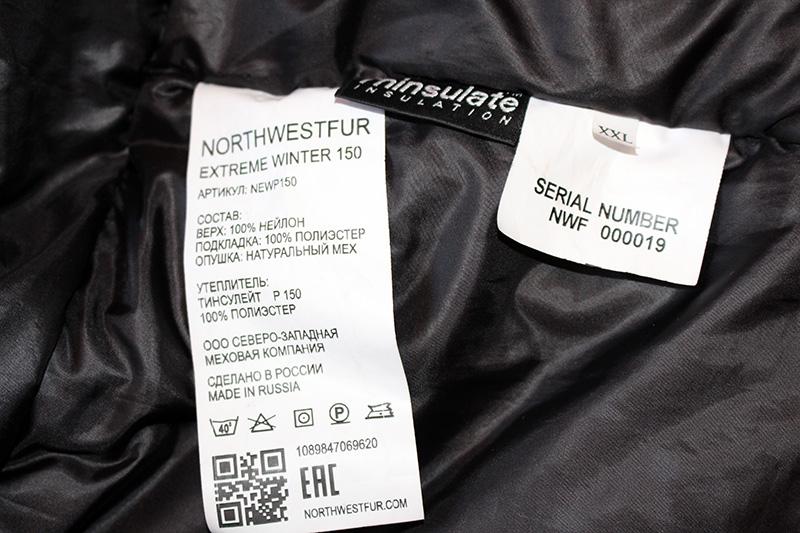 NORTHWESTFUR
EXTREME WINTER 150
АРТИКУЛ: NEWP150
СОСТАВ:
ВЕРХ: 100% НЕЙЛОН
ПОДКЛАДКА: 100% ПОЛИЭСТЕР
ОПУШКА: НАТУРАЛЬНЫЙ МЕХ
УТЕПЛИТЕЛЬ:
ТИНСУЛЕЙТ P 150
100% ПОЛИЭСТЕР
ООО СЕВЕРО-ЗАПАДНАЯ
МЕХОВАЯ КОМПАНИЯ
СДЕЛАНО В РОССИИ
MADE IN RUSSIA
40°
P
1089847069620
EAC
NORTHWESTFUR.COM
insulate
INSULATION
XXL
SERIAL NUMBER
NWF 000019